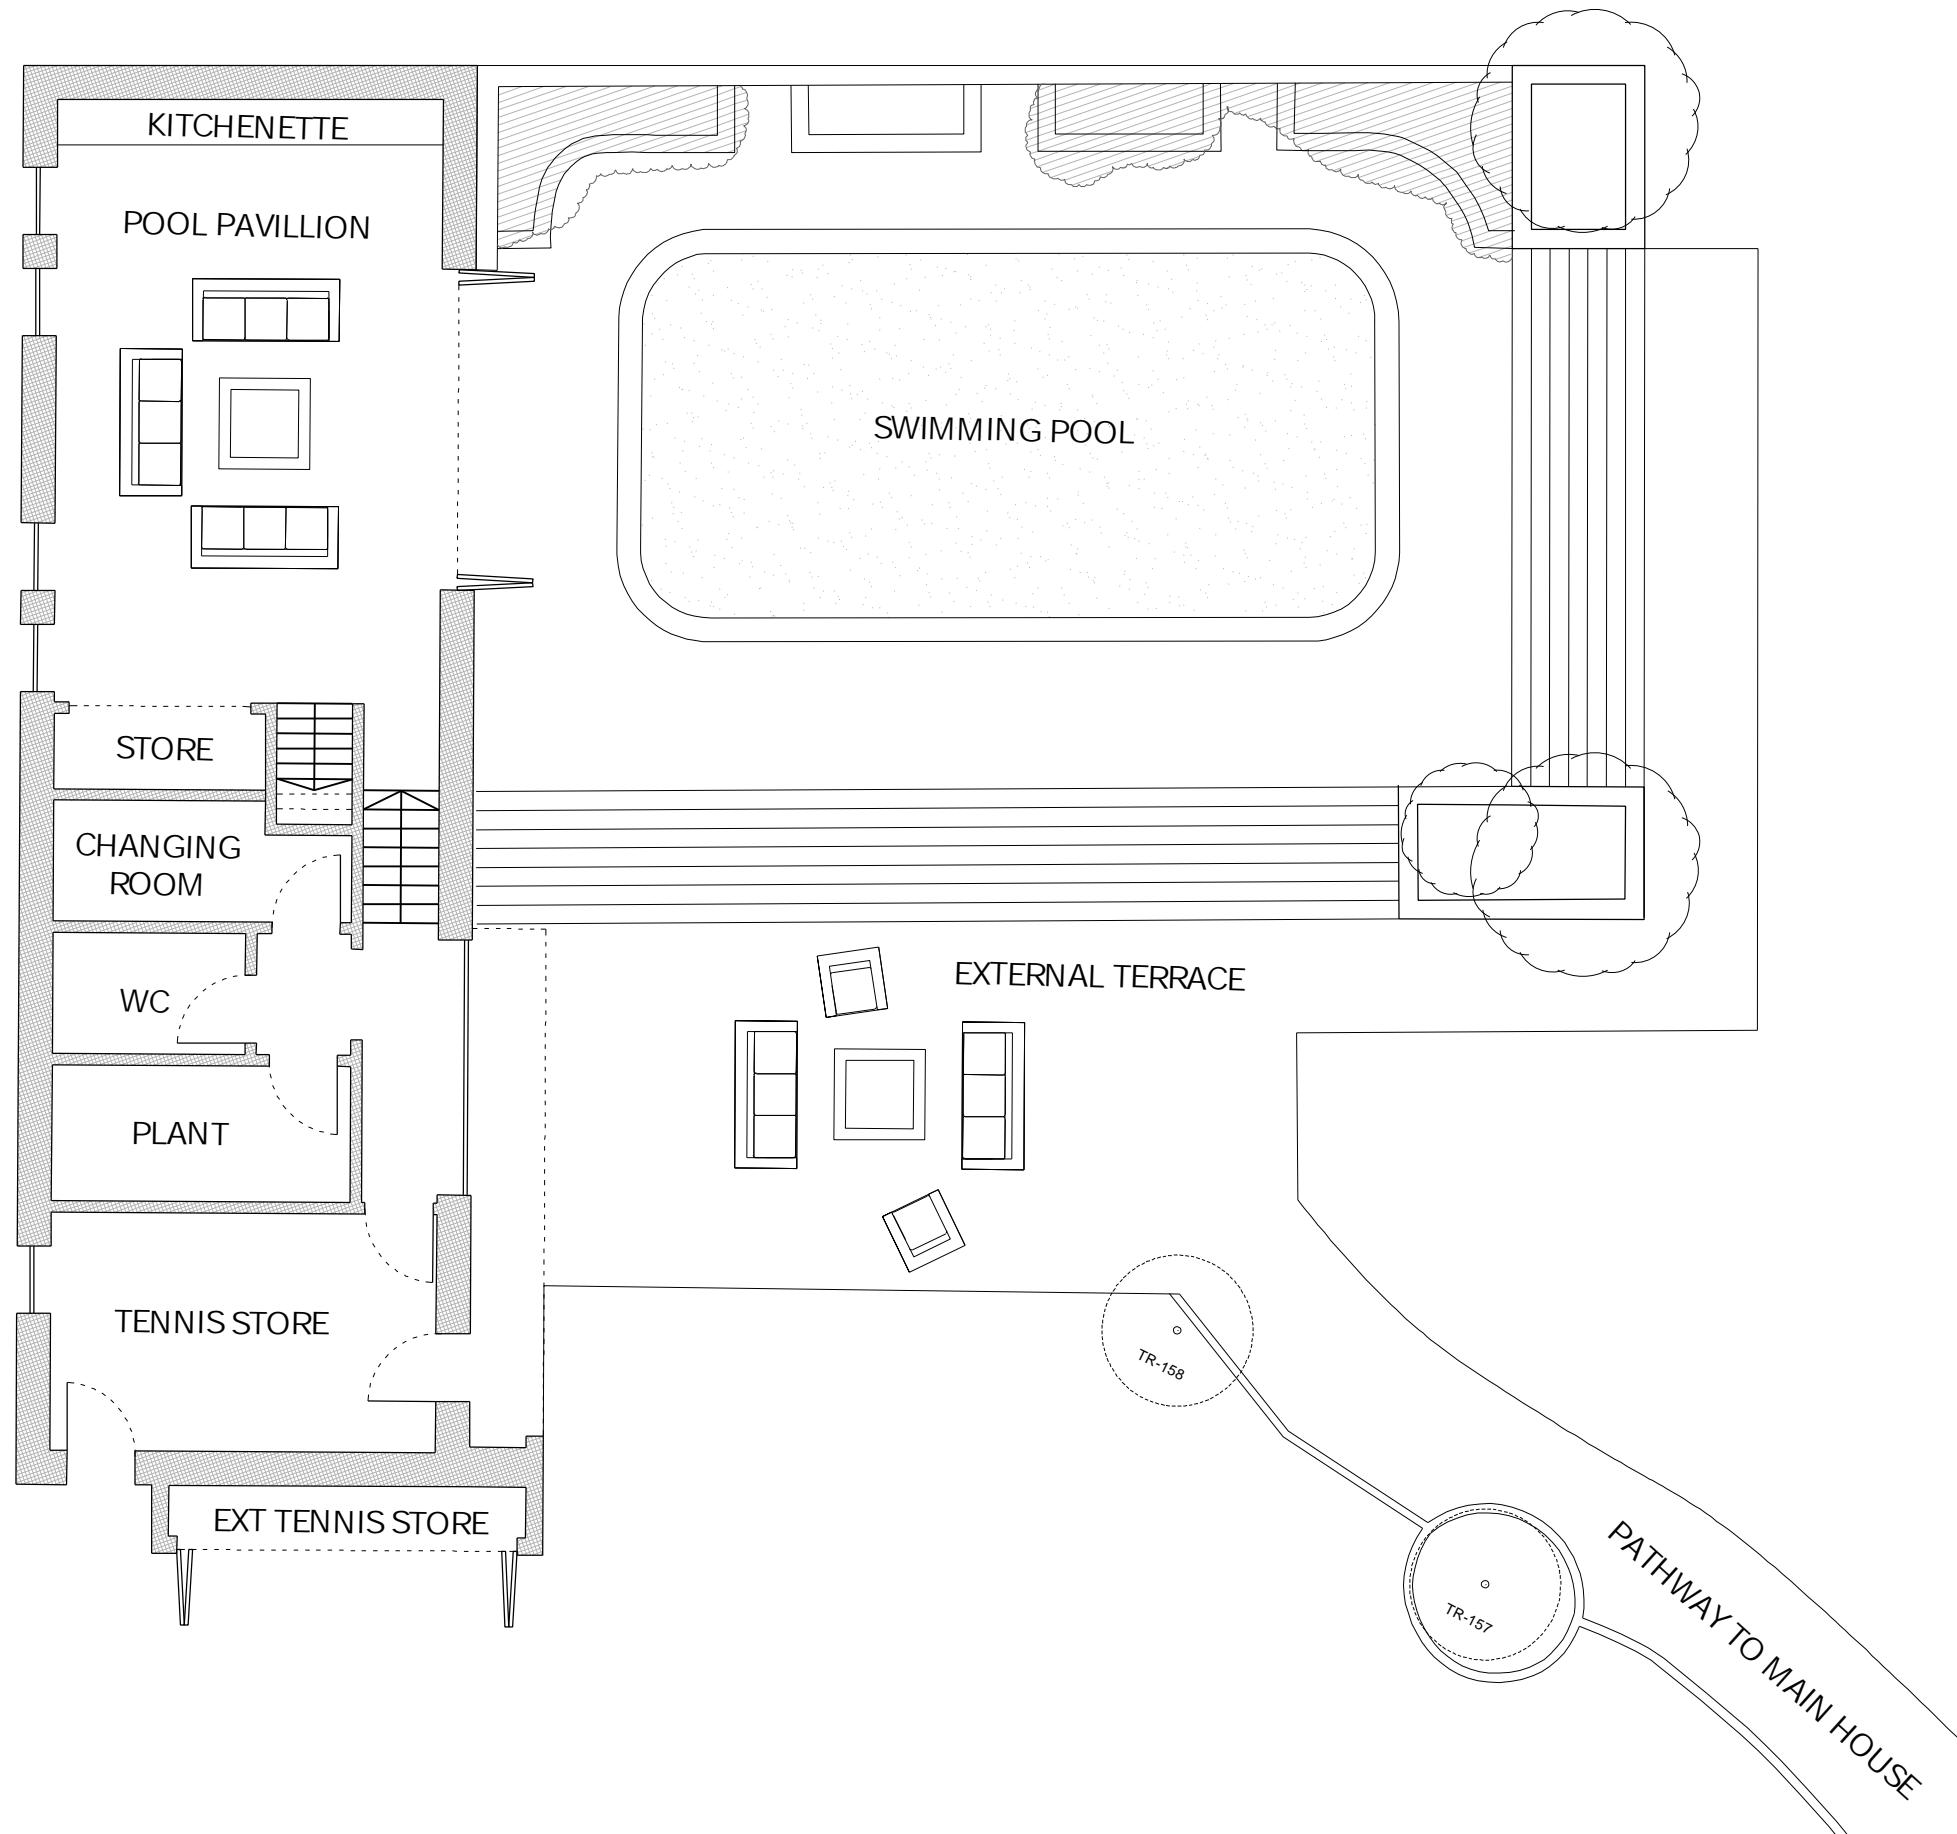 KITCHENETTE
POOL PAVILLION
SWIMMING POOL
STORE
CHANGING
ROOM
WC
EXTERNAL TERRACE
PLANT
TENNIS STORE
TR-158
EXT TENNIS STORE
TR-157
PATHWAY TO MAIN HOUSE